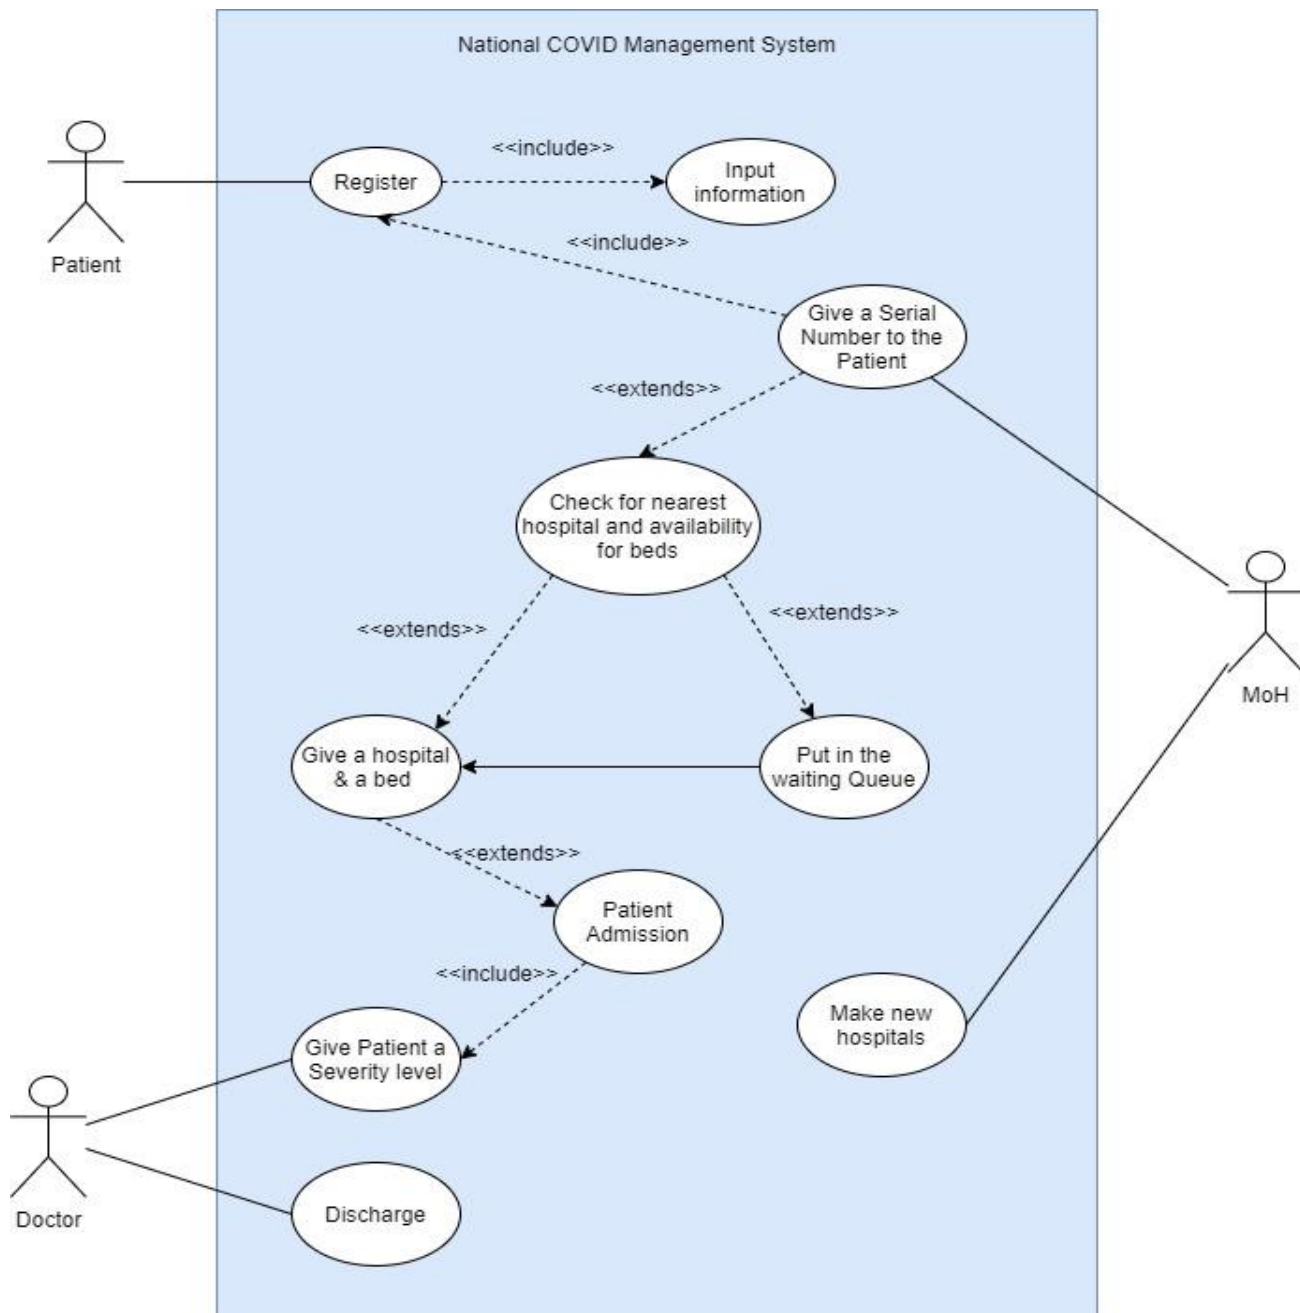 National COVID Management System
<<include>>
Register
Input
information
<<include>>
Patient
Give a Serial
Number to the
Patient
<<extends>>
Check for nearest
hospital and availability
for beds
<<extends>>
<<extends>>
MoH
Give a hospital
& a bed
Put in the
waiting Queue
<<extends>>
Patient
Admission
<<include>>
Make new
hospitals
Give Patient a
Severity level
Discharge
Doctor